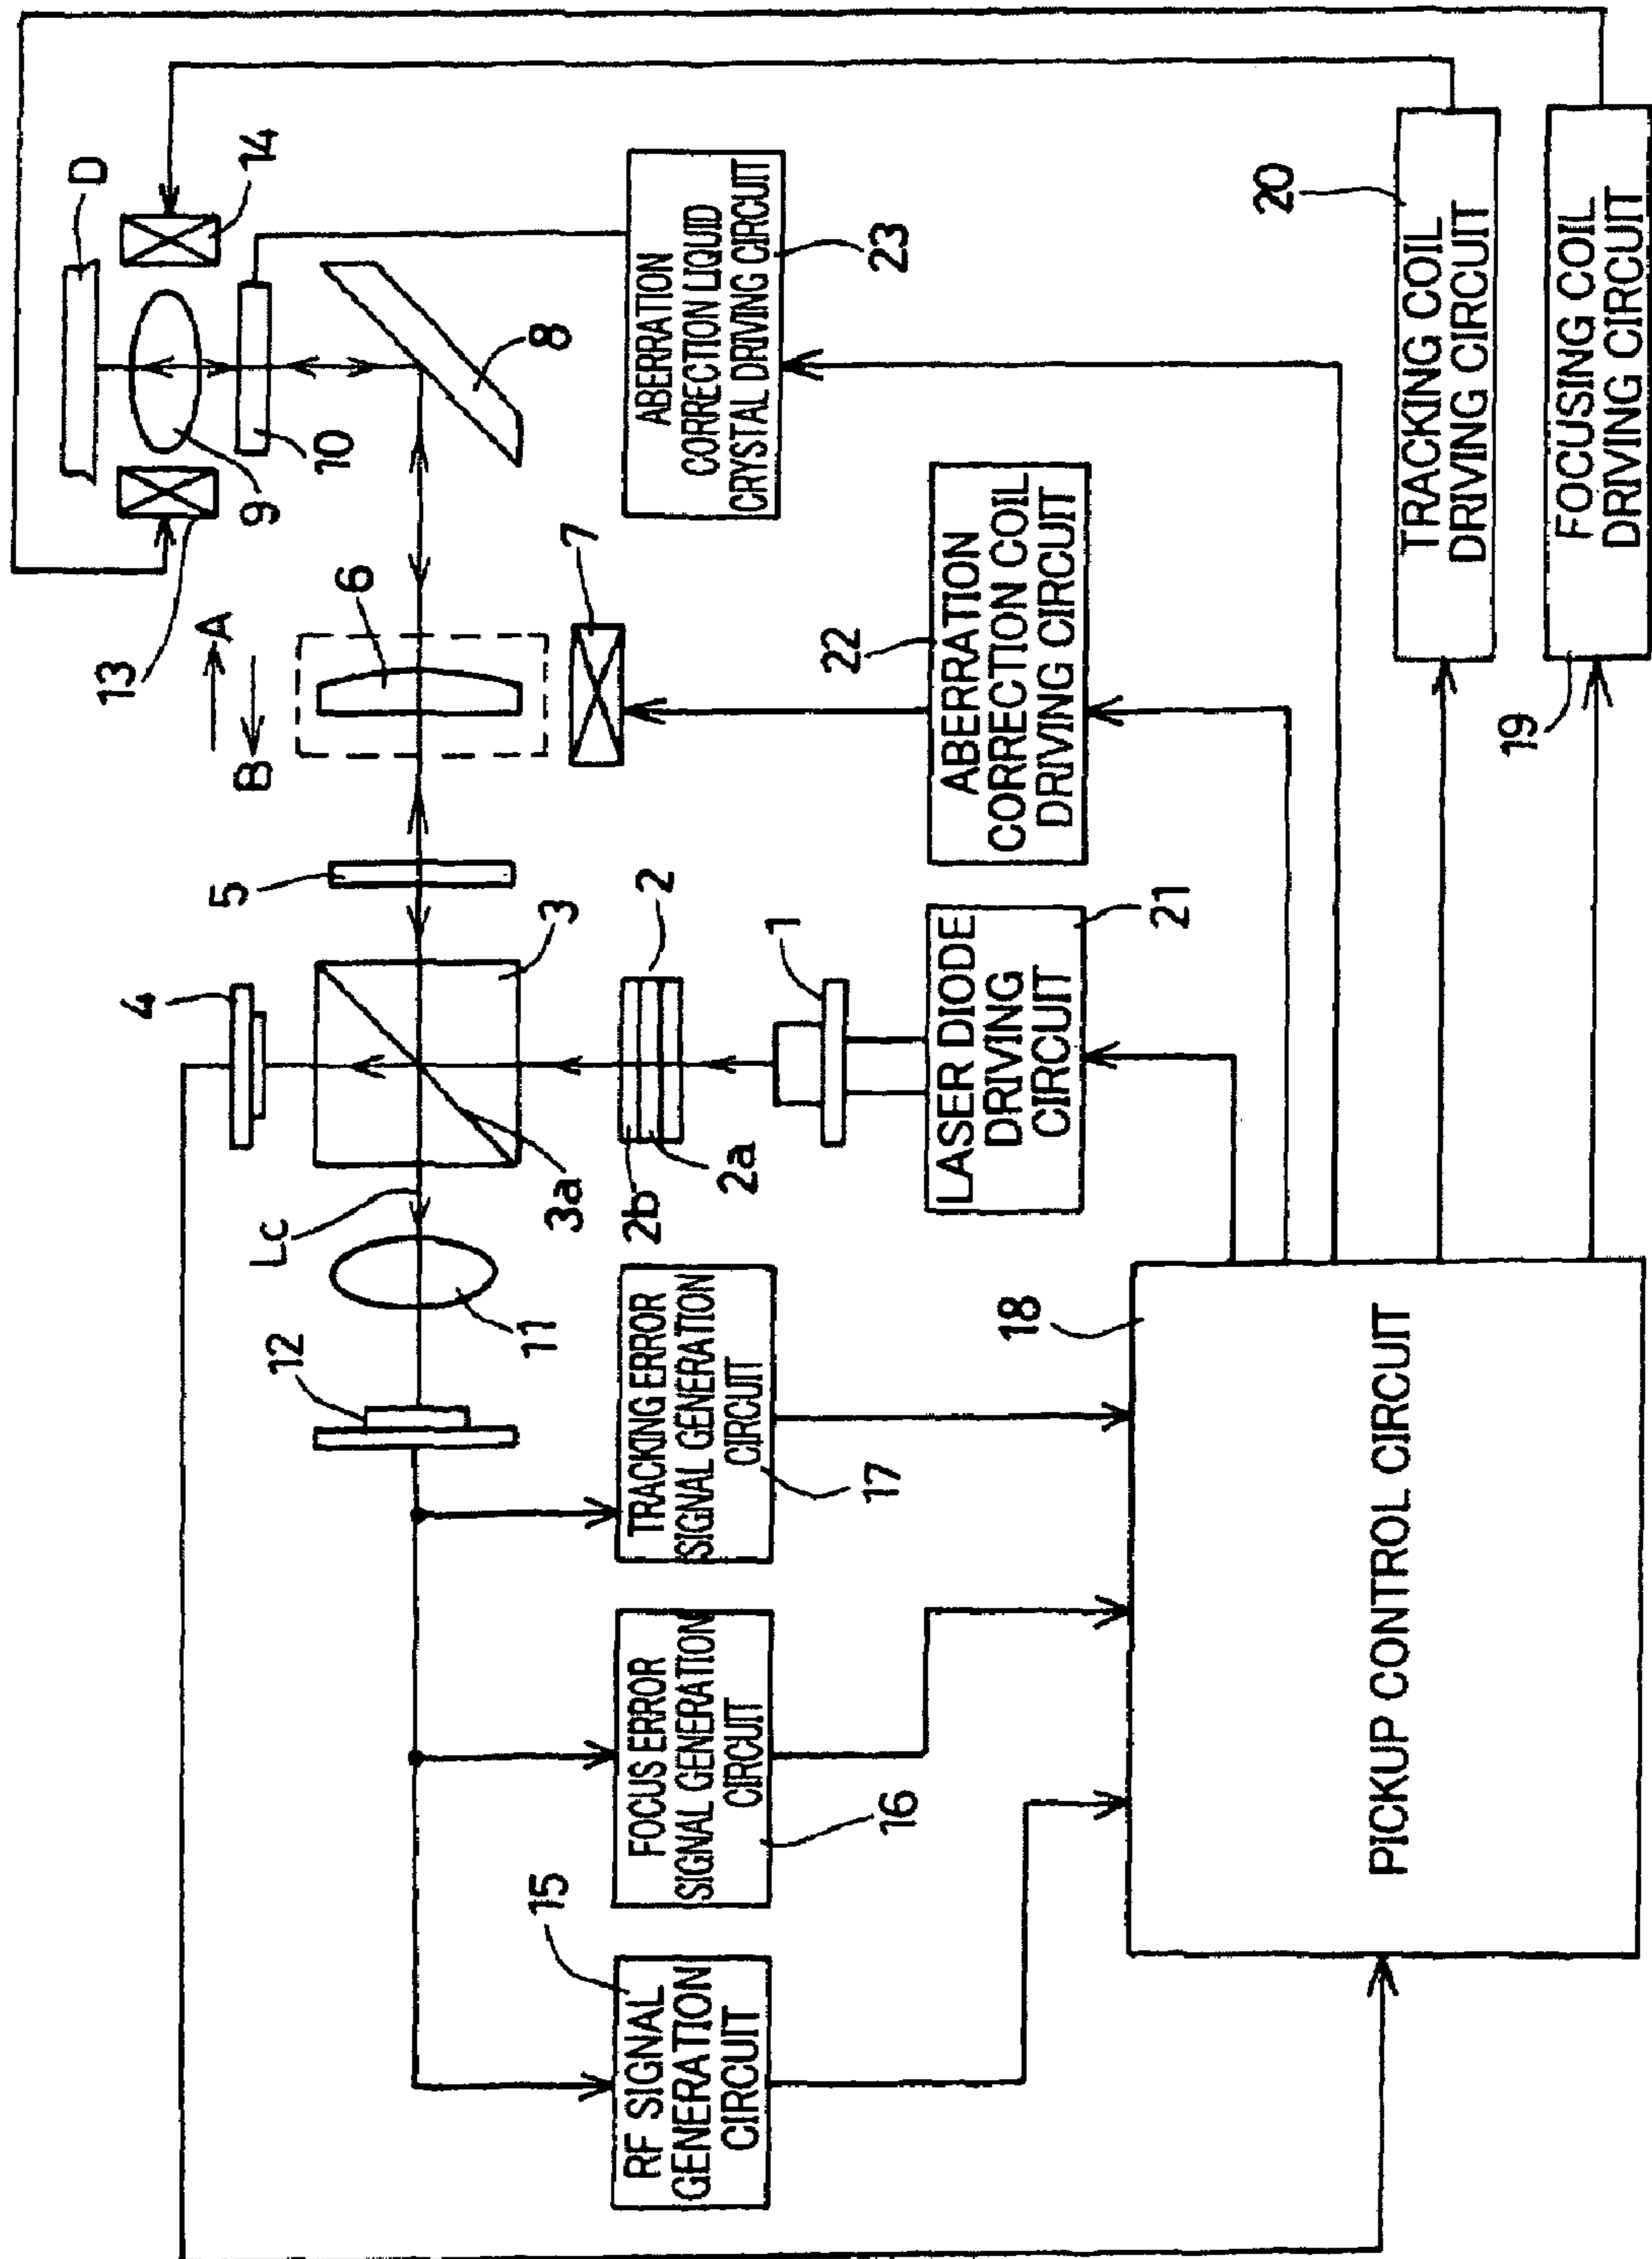 D
14
13
9
10
8
A
B
6
7
5
4
3
3a
2
2b
2a
1
Lc
11
12
ABERRATION
CORRECTION LIQUID
CRYSTAL DRIVING CIRCUIT
23
ABERRATION
CORRECTION COIL
DRIVING CIRCUIT
22
LASER DIODE
DRIVING
CIRCUIT
21
TRACKING ERROR
SIGNAL GENERATION
CIRCUIT
17
FOCUS ERROR
SIGNAL GENERATION
CIRCUIT
16
RF SIGNAL
GENERATION
CIRCUIT
15
PICKUP CONTROL CIRCUIT
18
TRACKING COIL
DRIVING CIRCUIT
20
FOCUSING COIL
DRIVING CIRCUIT
19